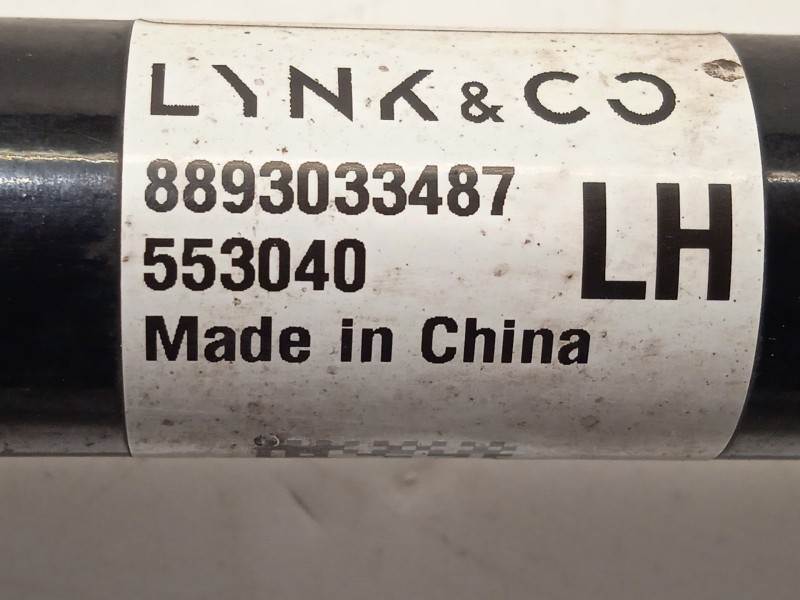 LYNK & CO
8893033487
553040
LH
Made in China